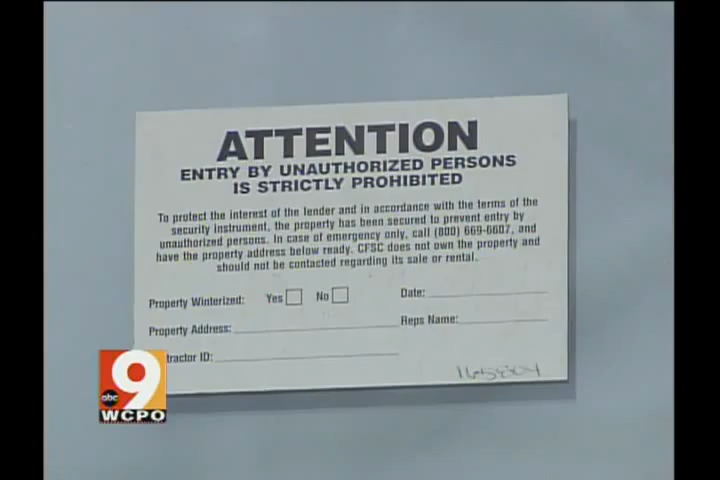 ATTENTION
ENTRY BY UNAUTHORIZED PERSONS
IS STRICTLY PROHIBITED
To protect the interest of the lender and in accordance with the terms of the
security instrument, the property has been secured to prevent entry by
unauthorized persons. In case of emergency only, call (800) 669-6607, and
have the property address below ready. CFSC does not own the property and
should not be contacted regarding its sale or rental.
Property Winterized: Yes No Date:
Property Address: Reps Name:
tractor ID:
9
abc
WCPO